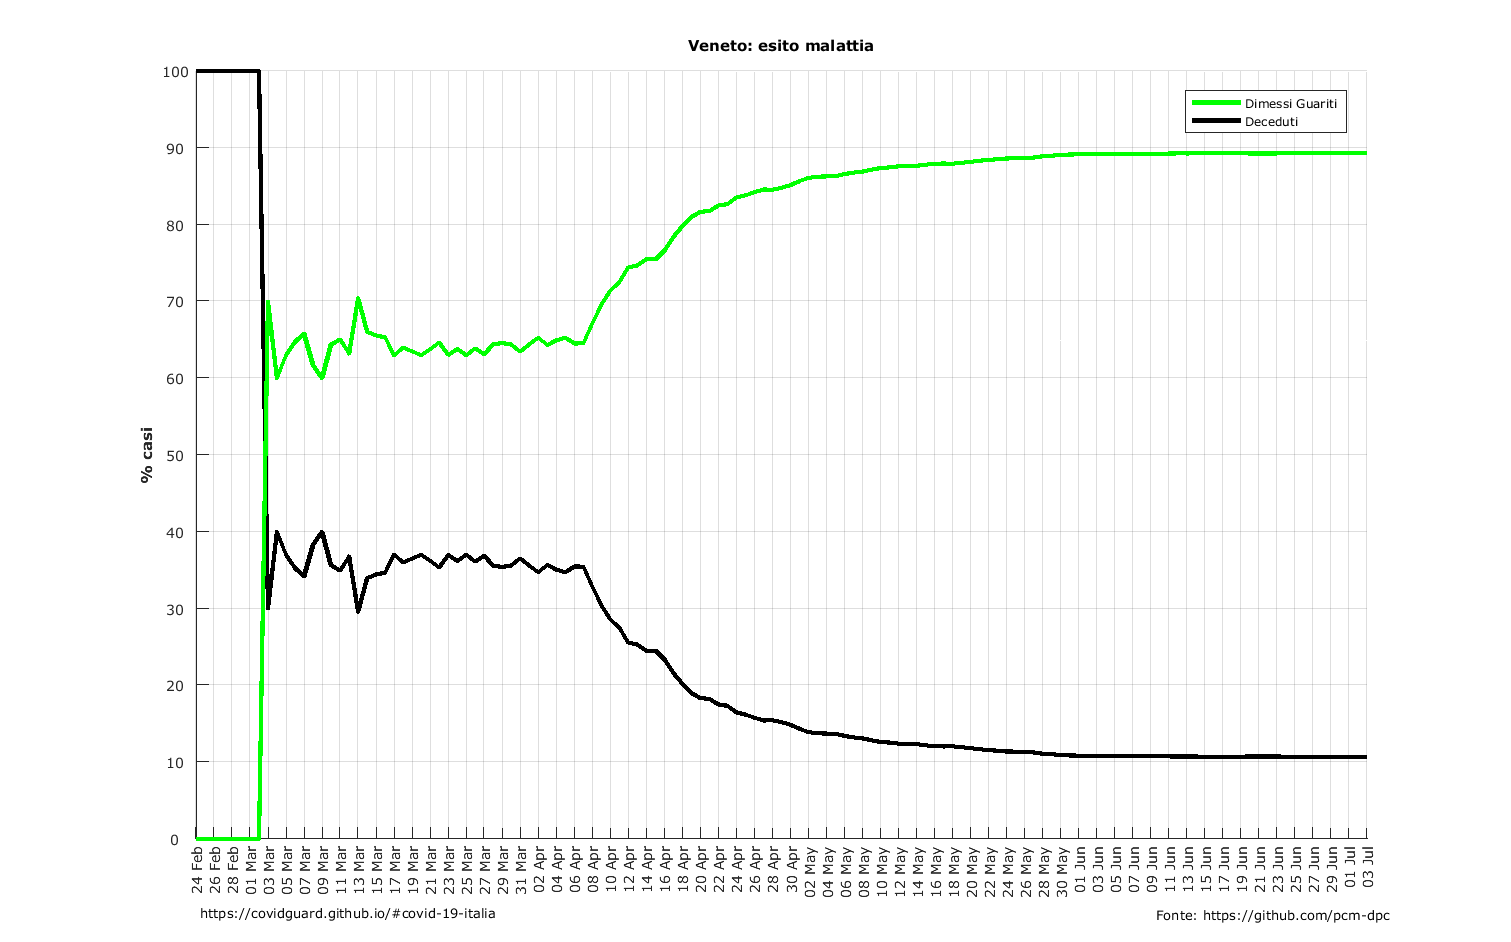 Veneto: esito malattia
Dimessi Guariti
Deceduti
% casi
100
90
80
70
60
50
40
30
20
10
0
24 Feb
26 Feb
28 Feb
01 Mar
03 Mar
05 Mar
07 Mar
09 Mar
11 Mar
13 Mar
15 Mar
17 Mar
19 Mar
21 Mar
23 Mar
25 Mar
27 Mar
29 Mar
31 Mar
02 Apr
04 Apr
06 Apr
08 Apr
10 Apr
12 Apr
14 Apr
16 Apr
18 Apr
20 Apr
22 Apr
24 Apr
26 Apr
28 Apr
30 Apr
02 May
04 May
06 May
08 May
10 May
12 May
14 May
16 May
18 May
20 May
22 May
24 May
26 May
28 May
30 May
01 Jun
03 Jun
05 Jun
07 Jun
09 Jun
11 Jun
13 Jun
15 Jun
17 Jun
19 Jun
21 Jun
23 Jun
25 Jun
27 Jun
29 Jun
01 Jul
03 Jul
https://covidguard.github.io/#covid-19-italia
Fonte: https://github.com/pcm-dpc